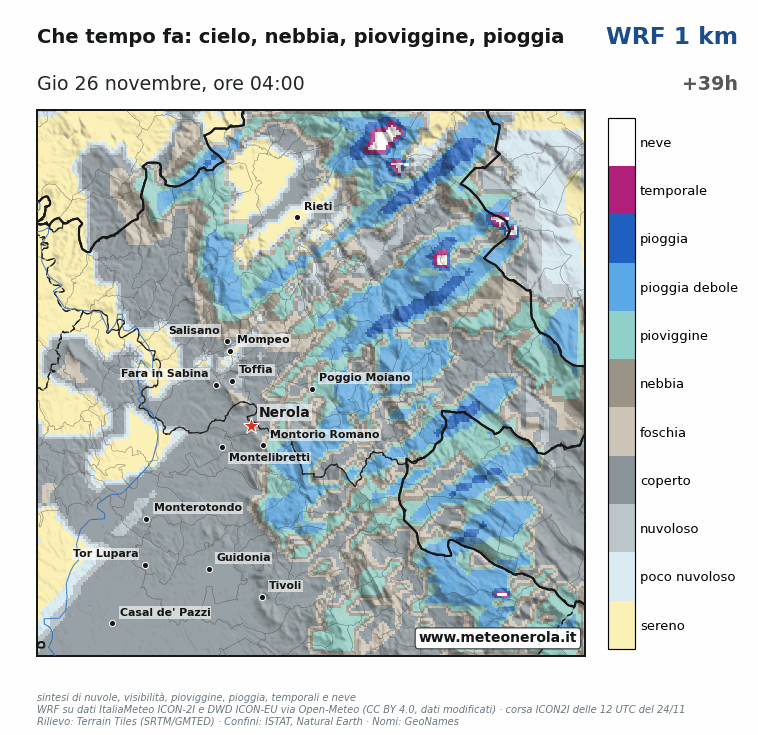 Che tempo fa: cielo, nebbia, pioviggine, pioggia
WRF 1 km
Gio 26 novembre, ore 04:00
+39h
neve
temporale
pioggia
pioggia debole
pioviggine
nebbia
foschia
coperto
nuvoloso
poco nuvoloso
sereno
Rieti
Salisano
Mompeo
Fara in Sabina
Toffia
Poggio Moiano
Nerola
Montorio Romano
Montelibretti
Monterotondo
Tor Lupara
Guidonia
Tivoli
Casal de' Pazzi
www.meteonerola.it
sintesi di nuvole, visibilità, pioviggine, pioggia, temporali e neve
WRF su dati ItaliaMeteo ICON-2I e DWD ICON-EU via Open-Meteo (CC BY 4.0, dati modificati) · corsa ICON2I delle 12 UTC del 24/11
Rilievo: Terrain Tiles (SRTM/GMTED) · Confini: ISTAT, Natural Earth · Nomi: GeoNames